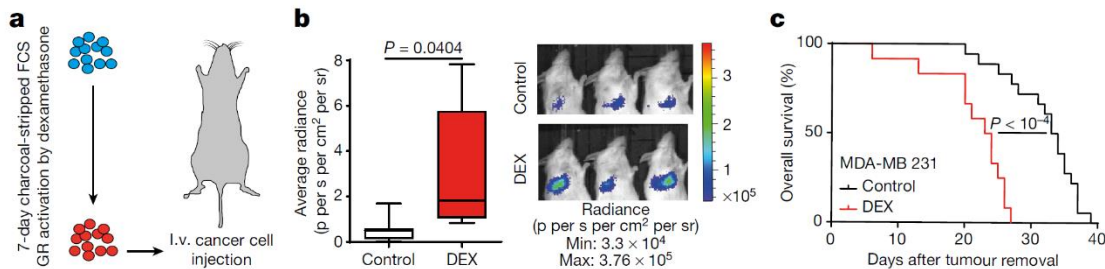 a
7-day charcoal-stripped FCS
GR activation by dexamethasone
I.v. cancer cell
injection
b
Average radiance
(p per s per cm² per sr)
8
6
4
2
0
P = 0.0404
Control
DEX
Control
DEX
3
2
1
×10⁵
Radiance
(p per s per cm² per sr)
Min: 3.3 × 10⁴
Max: 3.76 × 10⁵
c
Overall survival (%)
100
50
0
P < 10⁻⁴
MDA-MB 231
Control
DEX
0
10
20
30
40
Days after tumour removal